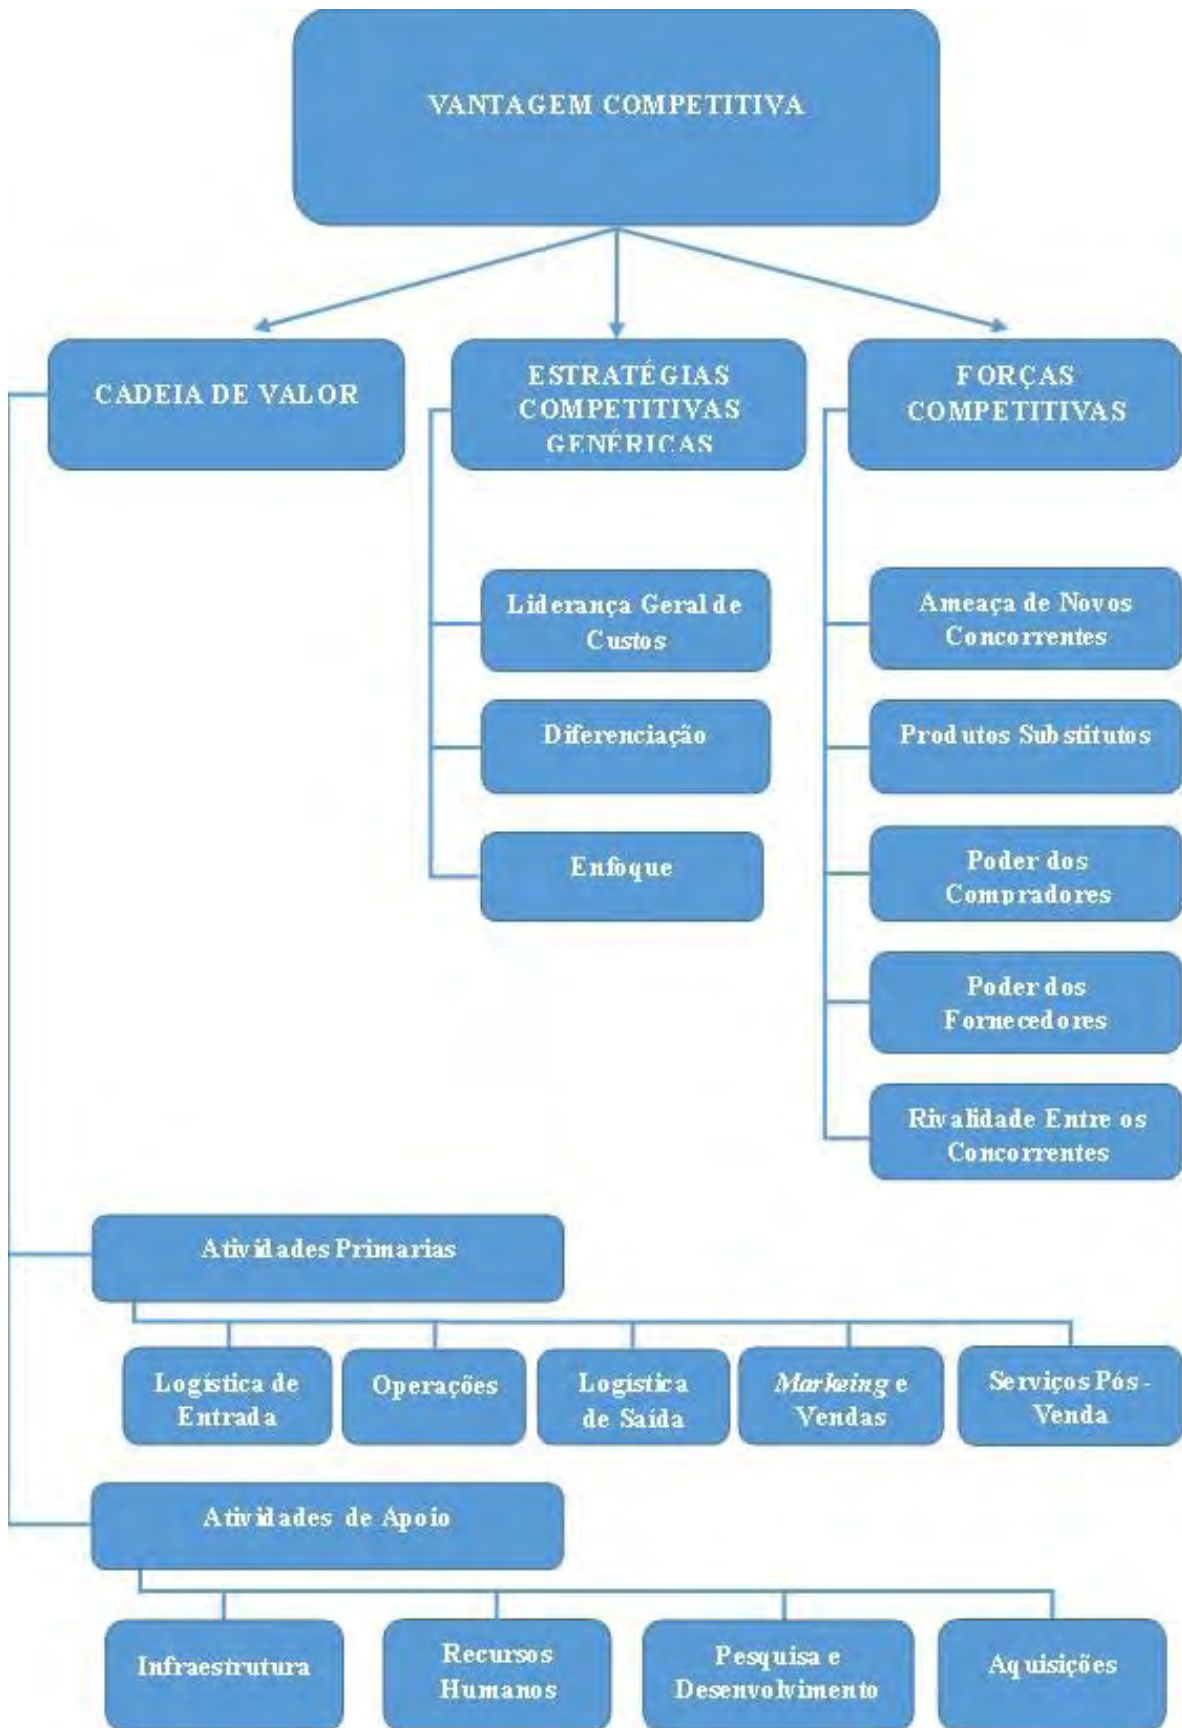 VANTAGEM COMPETITIVA
CADEIA DE VALOR
ESTRATÉGIAS
COMPETITIVAS
GENÉRICAS
FORÇAS
COMPETITIVAS
Liderança Geral de
Custos
Diferenciação
Enfoque
Ameaça de Novos
Concorrentes
Produtos Substitutos
Poder dos
Compradores
Poder dos
Fornecedores
Rivalidade Entre os
Concorrentes
Atividades Primarias
Logística de
Entrada
Operações
Logística
de Saída
Markeing e
Vendas
Serviços Pós-
Venda
Atividades de Apoio
Infraestrutura
Recursos
Humanos
Pesquisa e
Desenvolvimento
Aquisições